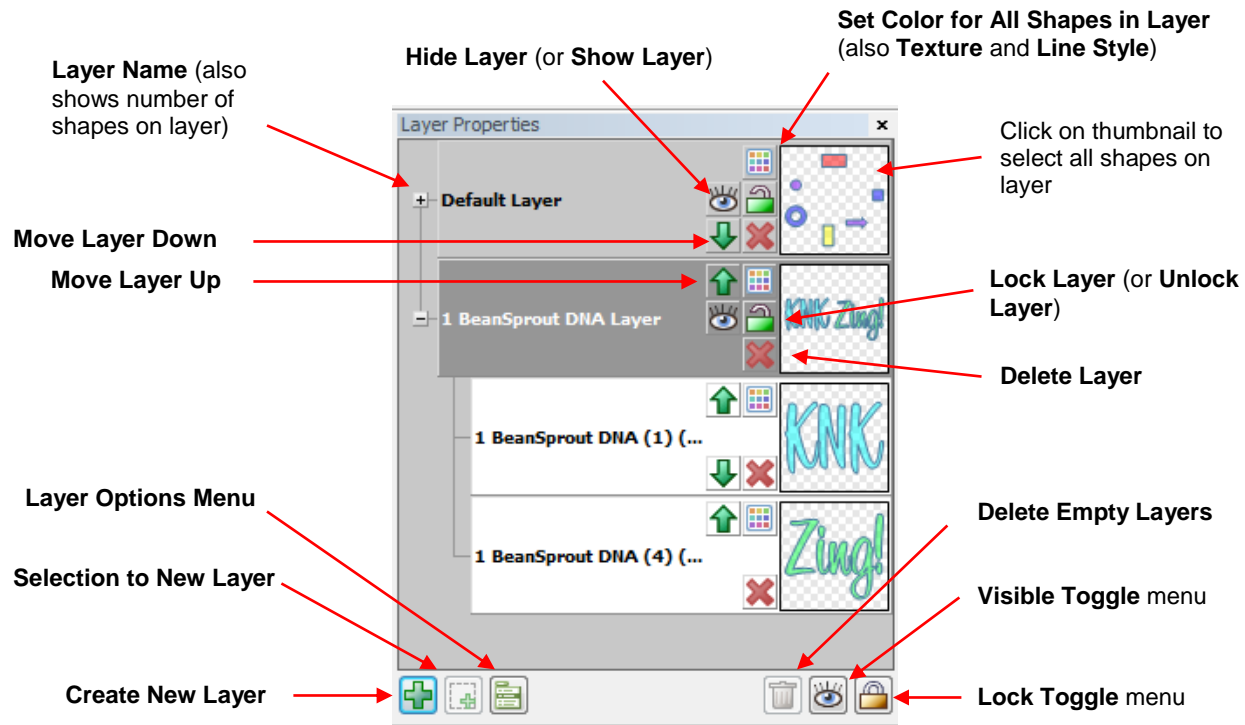 Set Color for All Shapes in Layer
(also Texture and Line Style)
Hide Layer (or Show Layer)
Layer Name (also
shows number of
shapes on layer)
Layer Properties
x
Click on thumbnail to
select all shapes on
layer
+ Default Layer
Move Layer Down
Move Layer Up
Lock Layer (or Unlock
Layer)
1 BeanSprout DNA Layer
KNK Zing!
Delete Layer
1 BeanSprout DNA (1) (...
KNK
Layer Options Menu
Delete Empty Layers
1 BeanSprout DNA (4) (...
Zing!
Selection to New Layer
Visible Toggle menu
Create New Layer
Lock Toggle menu